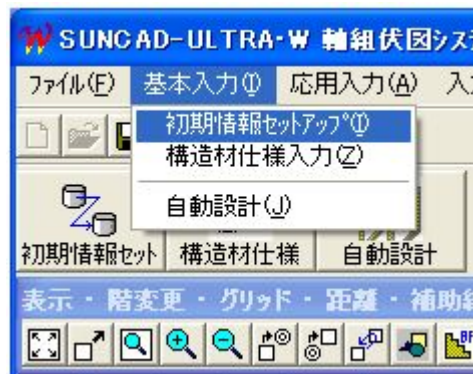 SUNCAD-ULTRA・W 軸組伏図シス
ファイル(F) 基本入力(I) 応用入力(A) 入
初期情報セットアップ(I)
構造材仕様入力(Z)
自動設計(J)
初期情報セット 構造材仕様 自動設計
表示 ・ 階変更 ・ グリッド ・ 距離 ・ 補助